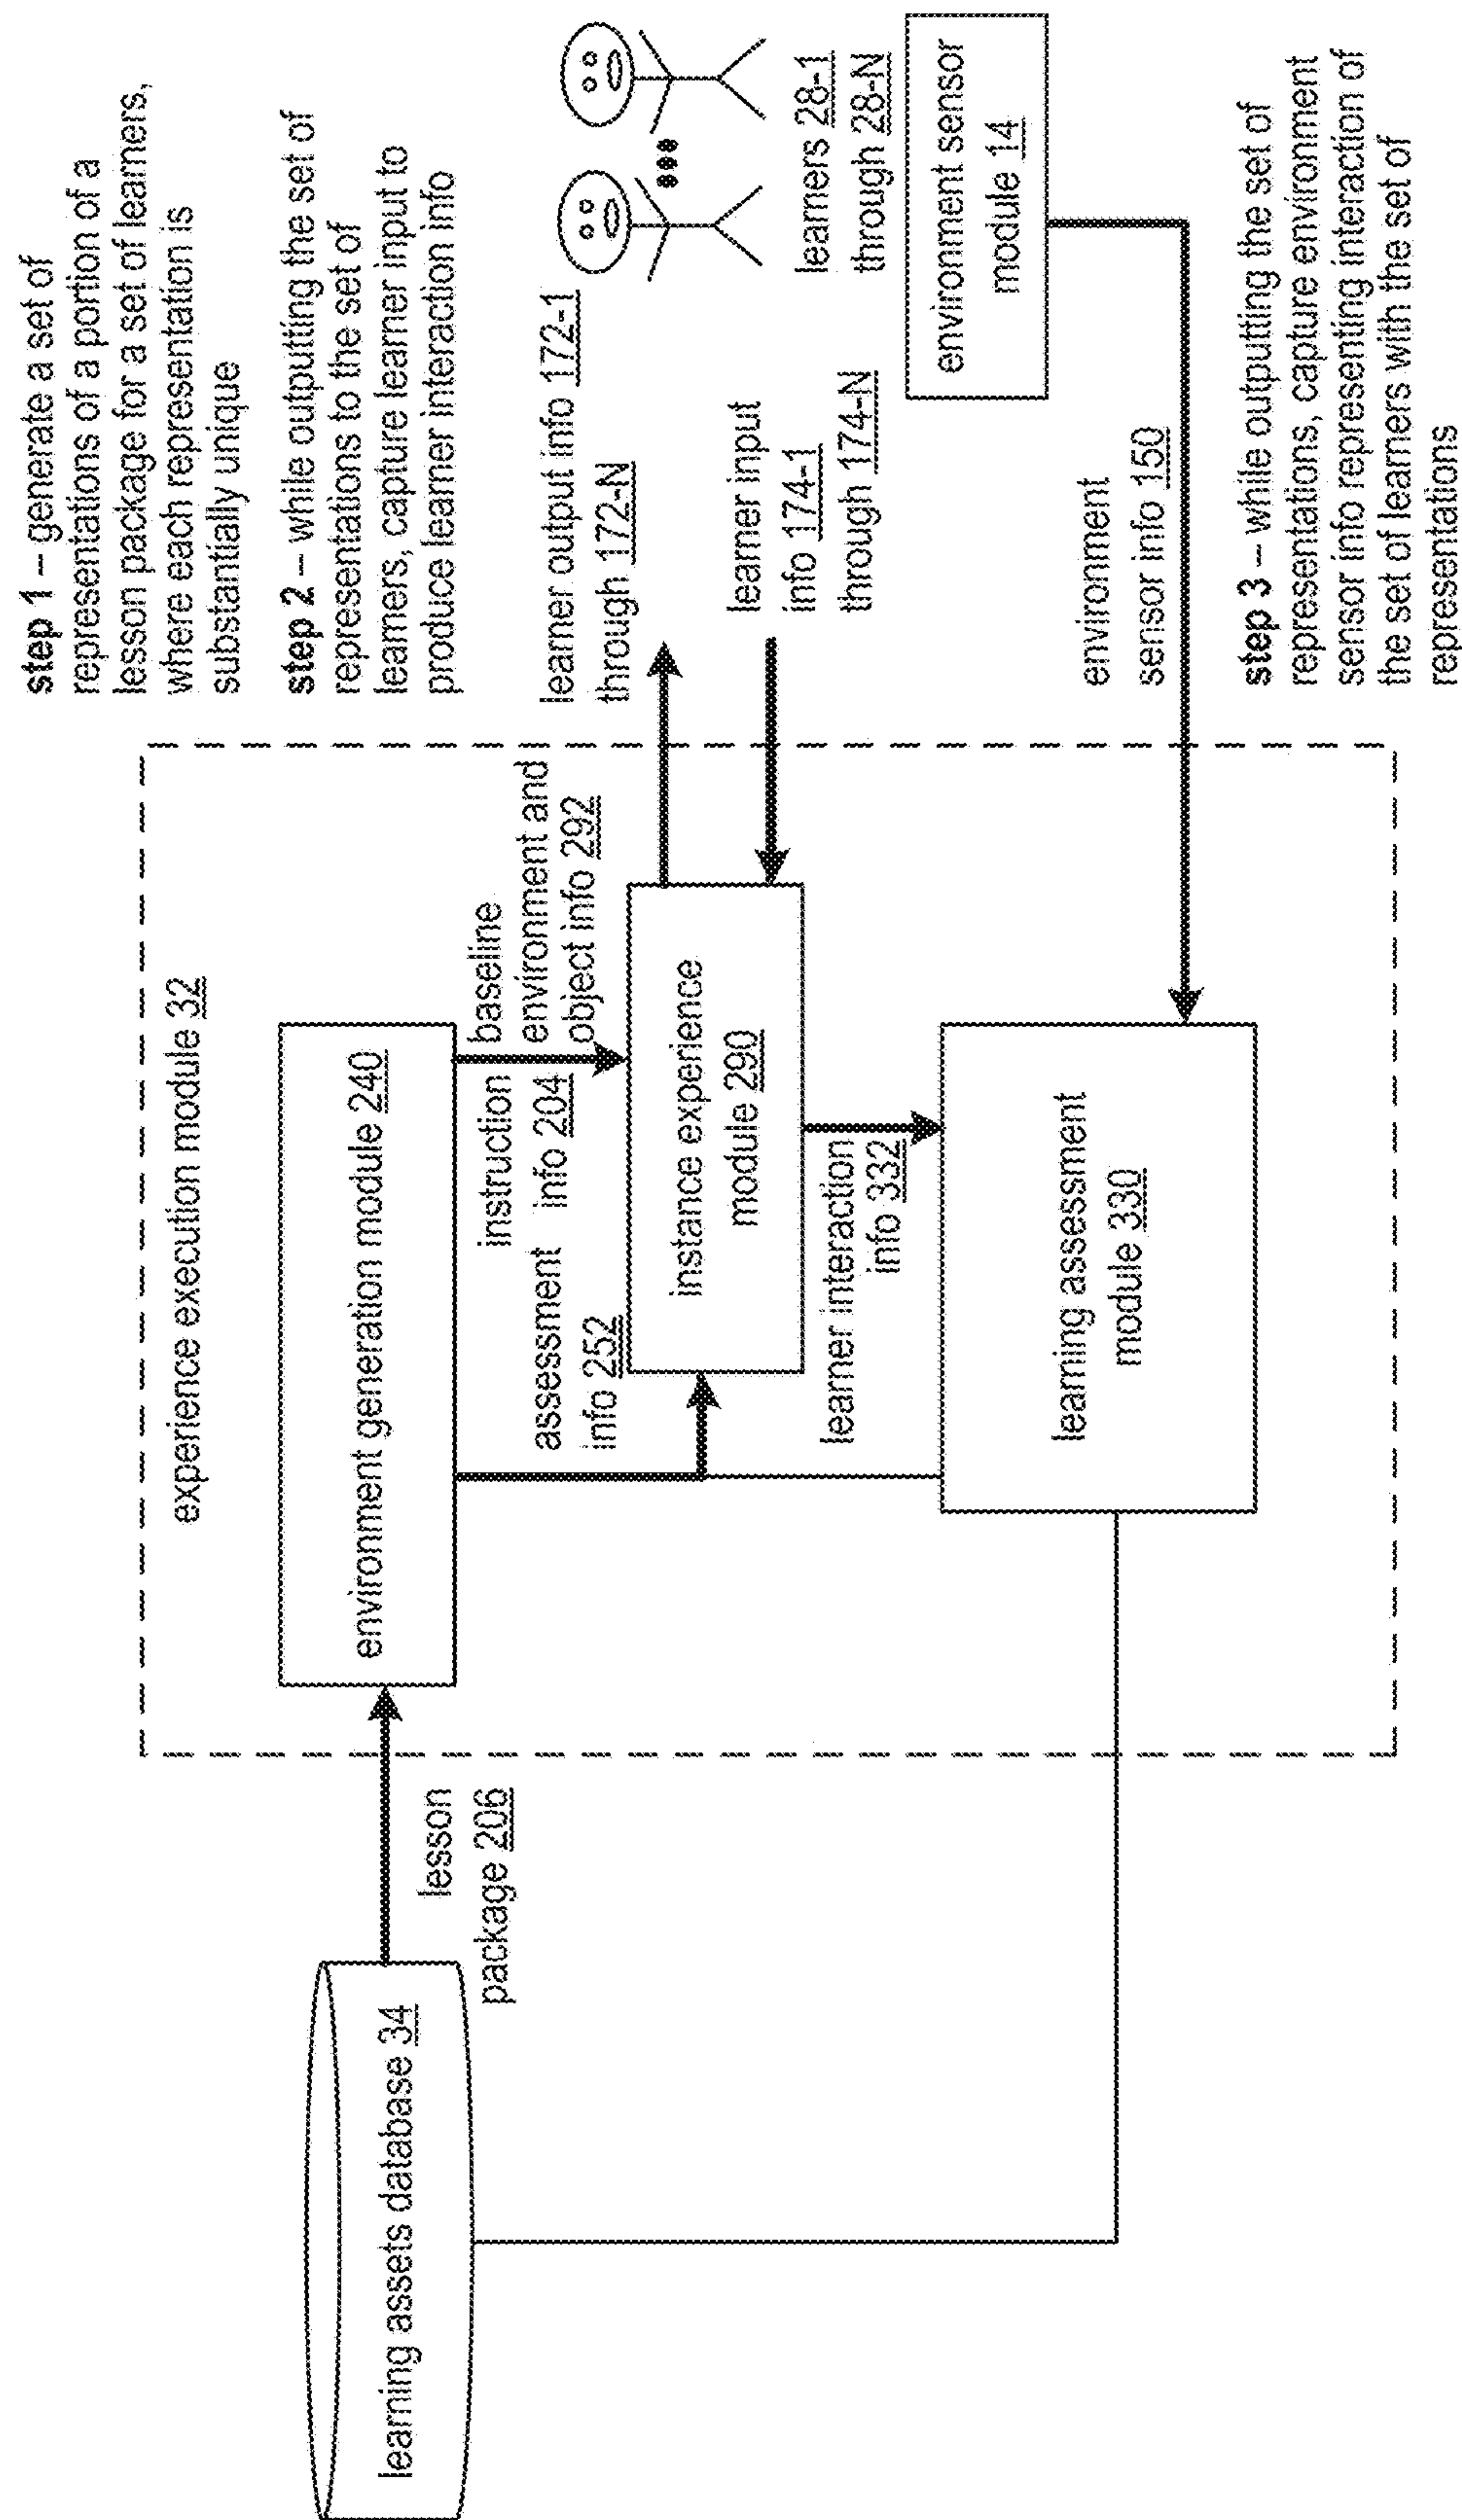 step 1 – generate a set of
representations of a portion of a
lesson package for a set of learners,
where each representation is
substantially unique
step 2 – while outputting the set of
representations to the set of
learners, capture learner input to
produce learner interaction info
experience execution module 32
learning assets database 34
lesson
package 206
environment generation module 240
baseline
environment and
object info 292
instruction
info 204
assessment
info 252
instance experience
module 290
learner output info 172-1
through 172-N
learner input
info 174-1
through 174-N
learners 28-1
through 28-N
learner interaction
info 332
learning assessment
module 330
environment sensor
module 14
environment
sensor info 150
step 3 – while outputing the set of
representations, capture environment
sensor info representing interaction of
the set of learners with the set of
representations